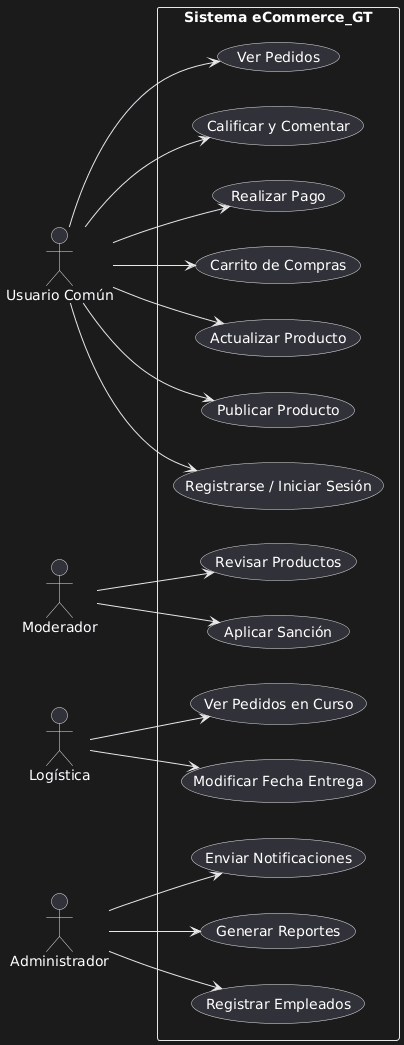 Sistema eCommerce_GT
Ver Pedidos
Calificar y Comentar
Realizar Pago
Carrito de Compras
Usuario Común
Actualizar Producto
Publicar Producto
Registrarse / Iniciar Sesión
Revisar Productos
Moderador
Aplicar Sanción
Ver Pedidos en Curso
Logística
Modificar Fecha Entrega
Enviar Notificaciones
Generar Reportes
Administrador
Registrar Empleados